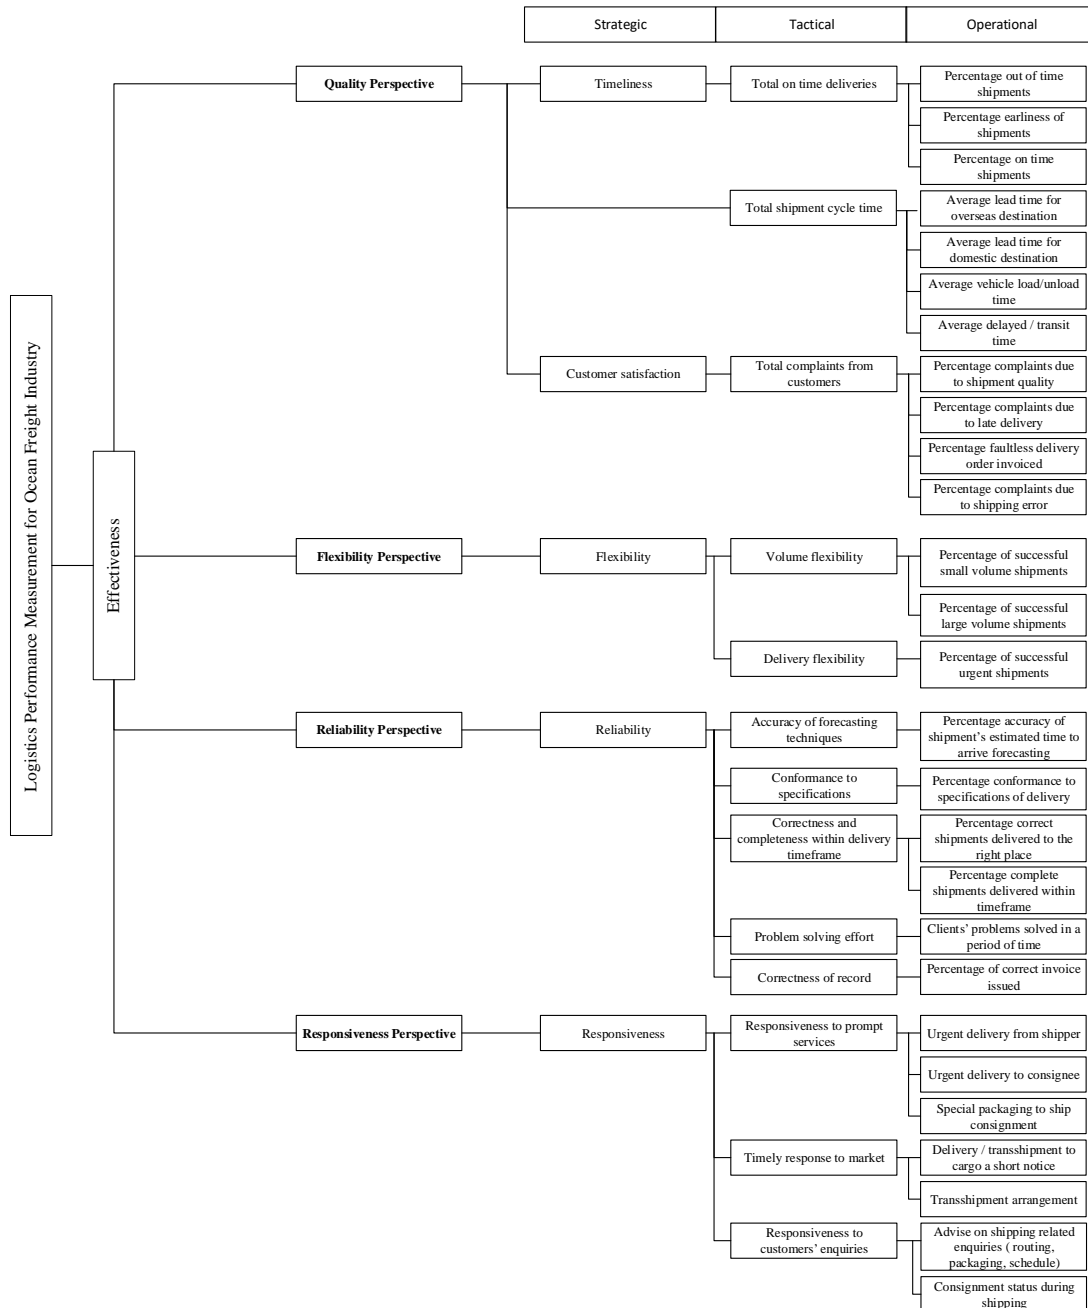 Strategic
Tactical
Operational
Quality Perspective
Timeliness
Total on time deliveries
Percentage out of time
shipments
Percentage earliness of
shipments
Percentage on time
shipments
Total shipment cycle time
Average lead time for
overseas destination
Average lead time for
domestic destination
Average vehicle load/unload
time
Average delayed / transit
time
Customer satisfaction
Total complaints from
customers
Percentage complaints due
to shipment quality
Percentage complaints due
to late delivery
Percentage faultless delivery
order invoiced
Percentage complaints due
to shipping error
Logistics Performance Measurement for Ocean Freight Industry
Effectiveness
Flexibility Perspective
Flexibility
Volume flexibility
Percentage of successful
small volume shipments
Percentage of successful
large volume shipments
Delivery flexibility
Percentage of successful
urgent shipments
Reliability Perspective
Reliability
Accuracy of forecasting
techniques
Percentage accuracy of
shipment's estimated time to
arrive forecasting
Conformance to
specifications
Percentage conformance to
specifications of delivery
Correctness and
completeness within delivery
timeframe
Percentage correct
shipments delivered to the
right place
Percentage complete
shipments delivered within
timeframe
Problem solving effort
Clients' problems solved in a
period of time
Correctness of record
Percentage of correct invoice
issued
Responsiveness Perspective
Responsiveness
Responsiveness to prompt
services
Urgent delivery from shipper
Urgent delivery to consignee
Special packaging to ship
consignment
Timely response to market
Delivery / transshipment to
cargo a short notice
Transshipment arrangement
Responsiveness to
customers' enquiries
Advise on shipping related
enquiries ( routing,
packaging, schedule)
Consignment status during
shipping